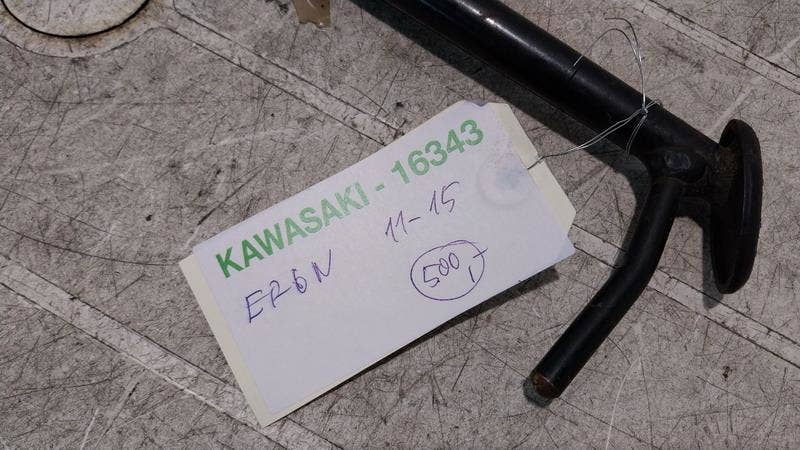 KAWASAKI - 16343
ER6N 11-15
500,-